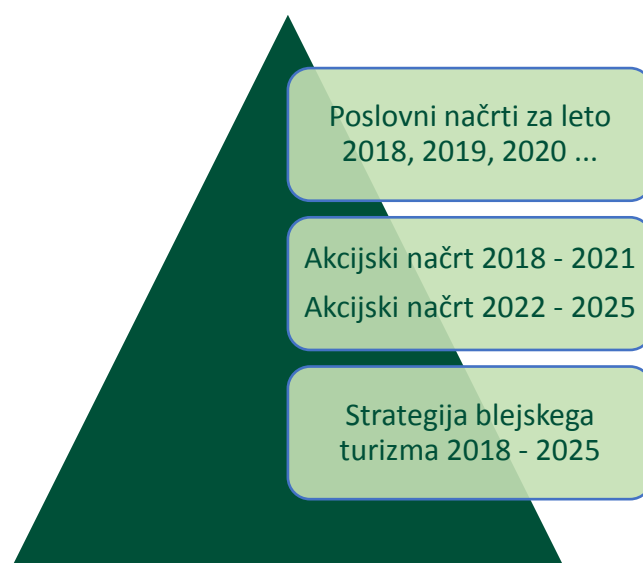 Poslovni načrti za leto
2018, 2019, 2020 ...
Akcijski načrt 2018 - 2021
Akcijski načrt 2022 - 2025
Strategija blejskega
turizma 2018 - 2025